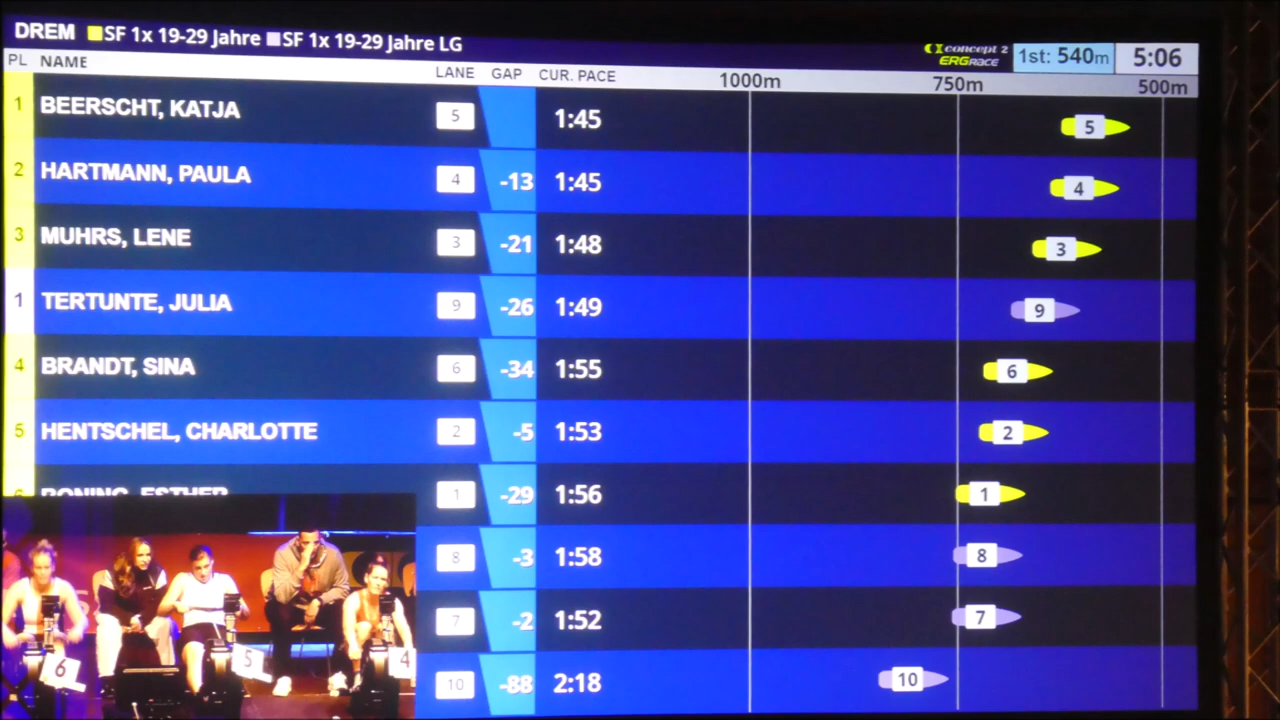 DREM SF 1x 19-29 Jahre SF 1x 19-29 Jahre LG
concept 2
ERGRACE
1st: 540m 5:06
PL NAME LANE GAP CUR. PACE 1000m 750m 500m
1 BEERSCHT, KATJA 5 1:45 5
2 HARTMANN, PAULA 4 -13 1:45 4
3 MUHRS, LENE 3 -21 1:48 3
1 TERTUNTE, JULIA 9 -26 1:49 9
4 BRANDT, SINA 6 -34 1:55 6
5 HENTSCHEL, CHARLOTTE 2 -5 1:53 2
ESTHER 1 -29 1:56 1
8 -3 1:58 8
7 -2 1:52 7
10 -88 2:18 10
6 5 4